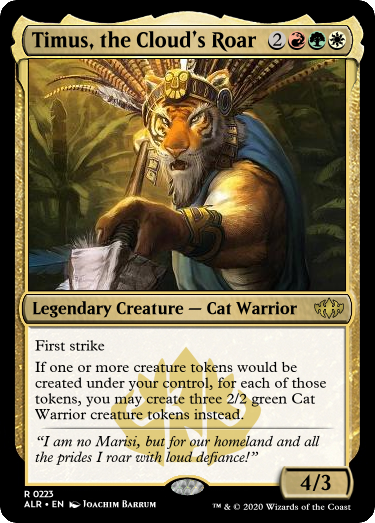 Timus, the Cloud's Roar 2
Legendary Creature — Cat Warrior
First strike
If one or more creature tokens would be
created under your control, for each of those
tokens, you may create three 2/2 green Cat
Warrior creature tokens instead.
“I am no Marisi, but for our homeland and all
the prides I roar with loud defiance!”
4/3
R 0223
ALR • EN Joachim Barrum
™ & © 2020 Wizards of the Coast